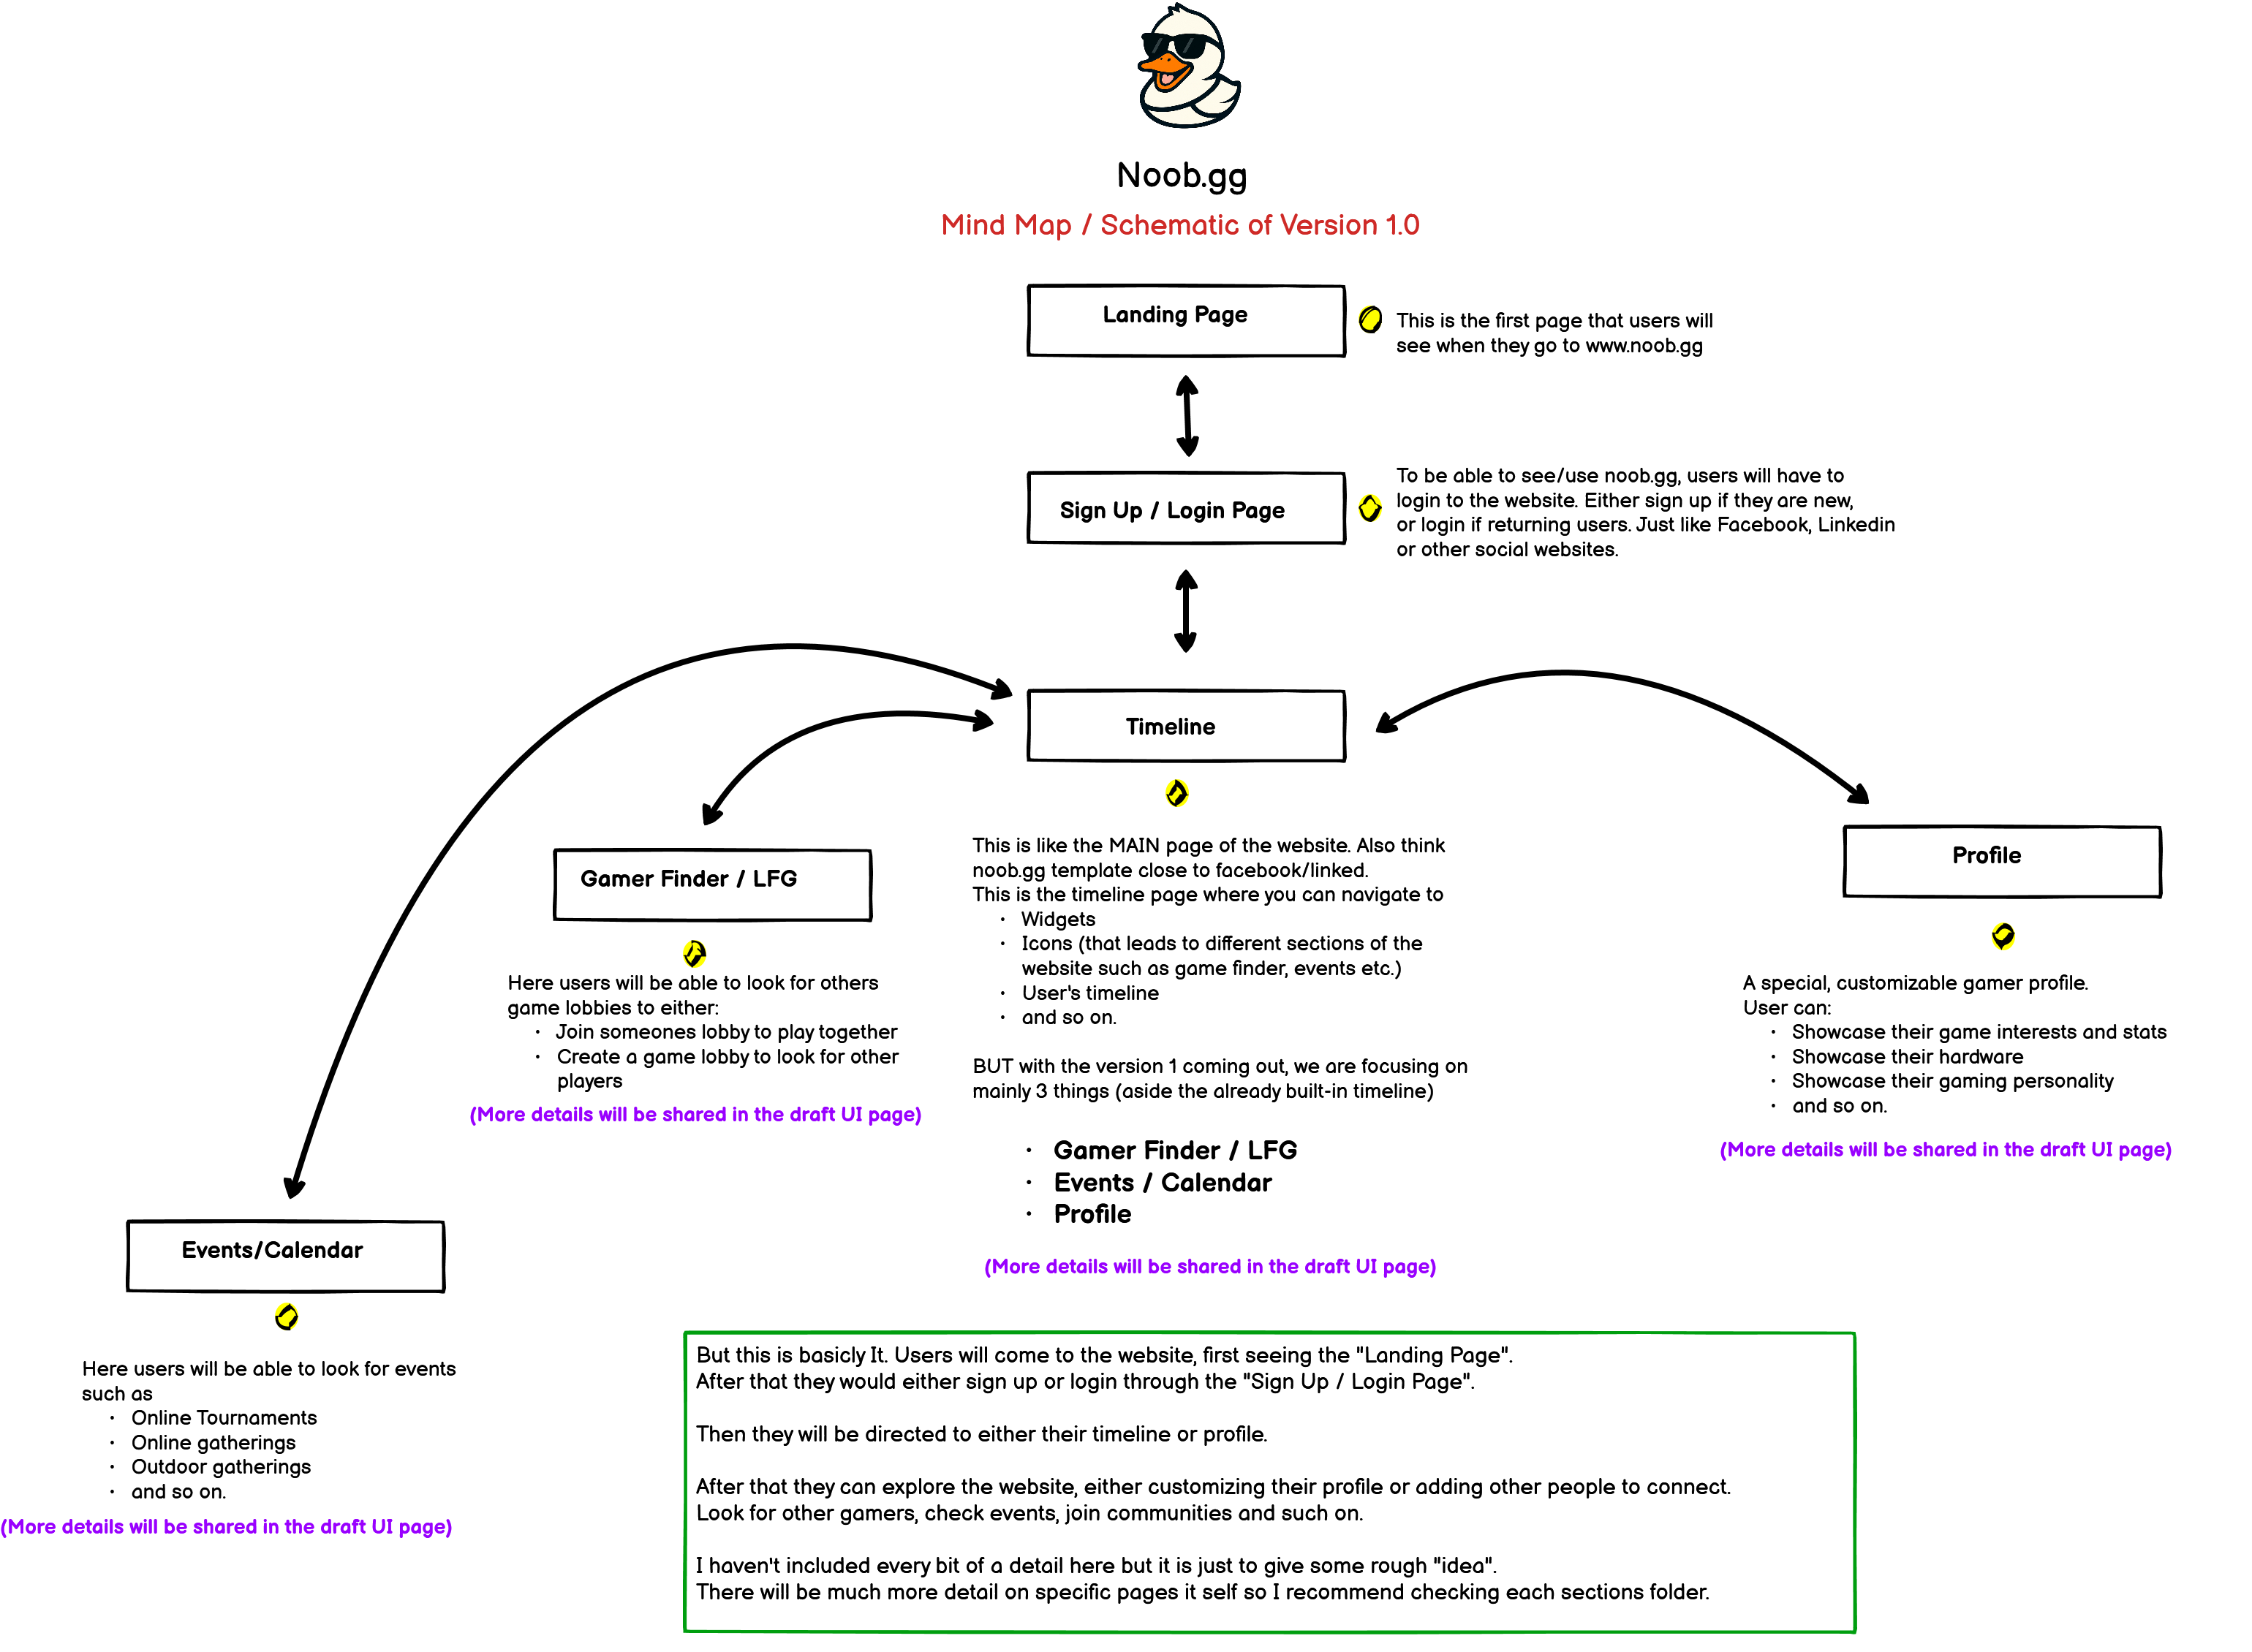 Noob.gg
Mind Map / Schematic of Version 1.0
Landing Page
This is the first page that users will
see when they go to www.noob.gg
Sign Up / Login Page
To be able to see/use noob.gg, users will have to
login to the website. Either sign up if they are new,
or login if returning users. Just like Facebook, Linkedin
or other social websites.
Timeline
This is like the MAIN page of the website. Also think
noob.gg template close to facebook/linked.
This is the timeline page where you can navigate to
• Widgets
• Icons (that leads to different sections of the
website such as game finder, events etc.)
• User's timeline
• and so on.
BUT with the version 1 coming out, we are focusing on
mainly 3 things (aside the already built-in timeline)
• Gamer Finder / LFG
• Events / Calendar
• Profile
(More details will be shared in the draft UI page)
Gamer Finder / LFG
Here users will be able to look for others
game lobbies to either:
• Join someones lobby to play together
• Create a game lobby to look for other
players
(More details will be shared in the draft UI page)
Profile
A special, customizable gamer profile.
User can:
• Showcase their game interests and stats
• Showcase their hardware
• Showcase their gaming personality
• and so on.
(More details will be shared in the draft UI page)
Events/Calendar
Here users will be able to look for events
such as
• Online Tournaments
• Online gatherings
• Outdoor gatherings
• and so on.
(More details will be shared in the draft UI page)
But this is basicly It. Users will come to the website, first seeing the "Landing Page".
After that they would either sign up or login through the "Sign Up / Login Page".
Then they will be directed to either their timeline or profile.
After that they can explore the website, either customizing their profile or adding other people to connect.
Look for other gamers, check events, join communities and such on.
I haven't included every bit of a detail here but it is just to give some rough "idea".
There will be much more detail on specific pages it self so I recommend checking each sections folder.